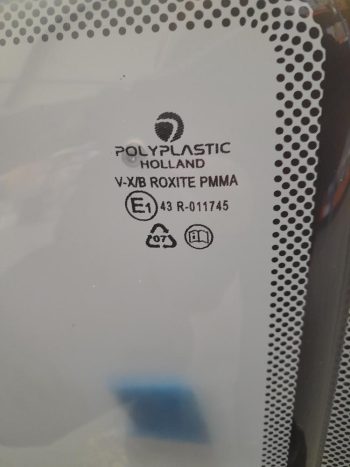 POLYPLASTIC
HOLLAND
V-X/B ROXITE PMMA
E1 43 R-011745
07